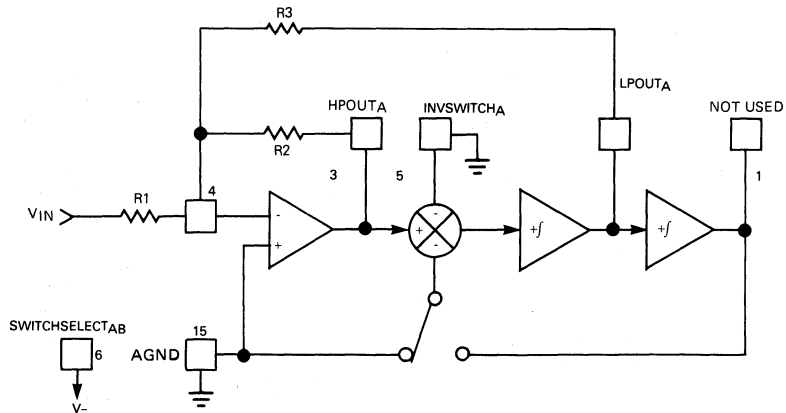 R3
LPOUTA
HPOUTA
INVSWITCHA
NOT USED
R2
3
5
1
4
R1
VIN
-
+
-
+
-
+∫
+∫
SWITCHSELECTAB
6
V–
15
AGND